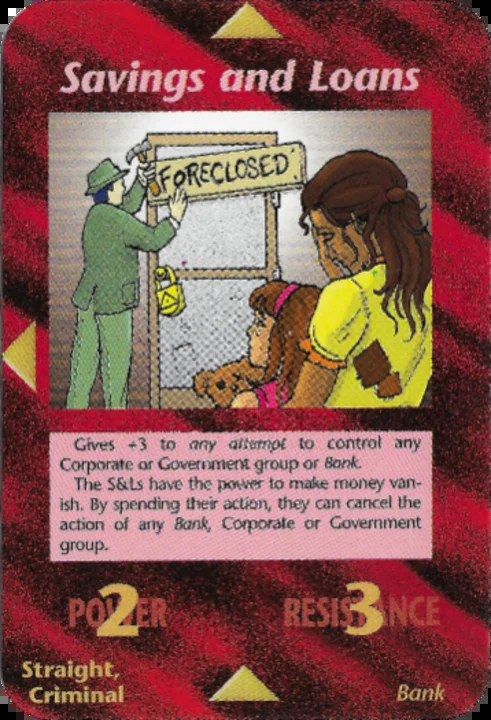 Savings and Loans
FORECLOSED
Gives +3 to any attempt to control any
Corporate or Government group or Bank.
The S&Ls have the power to make money van-
ish. By spending their action, they can cancel the
action of any Bank, Corporate or Government
group.
POWER 2
RESISTANCE 3
Straight,
Criminal
Bank